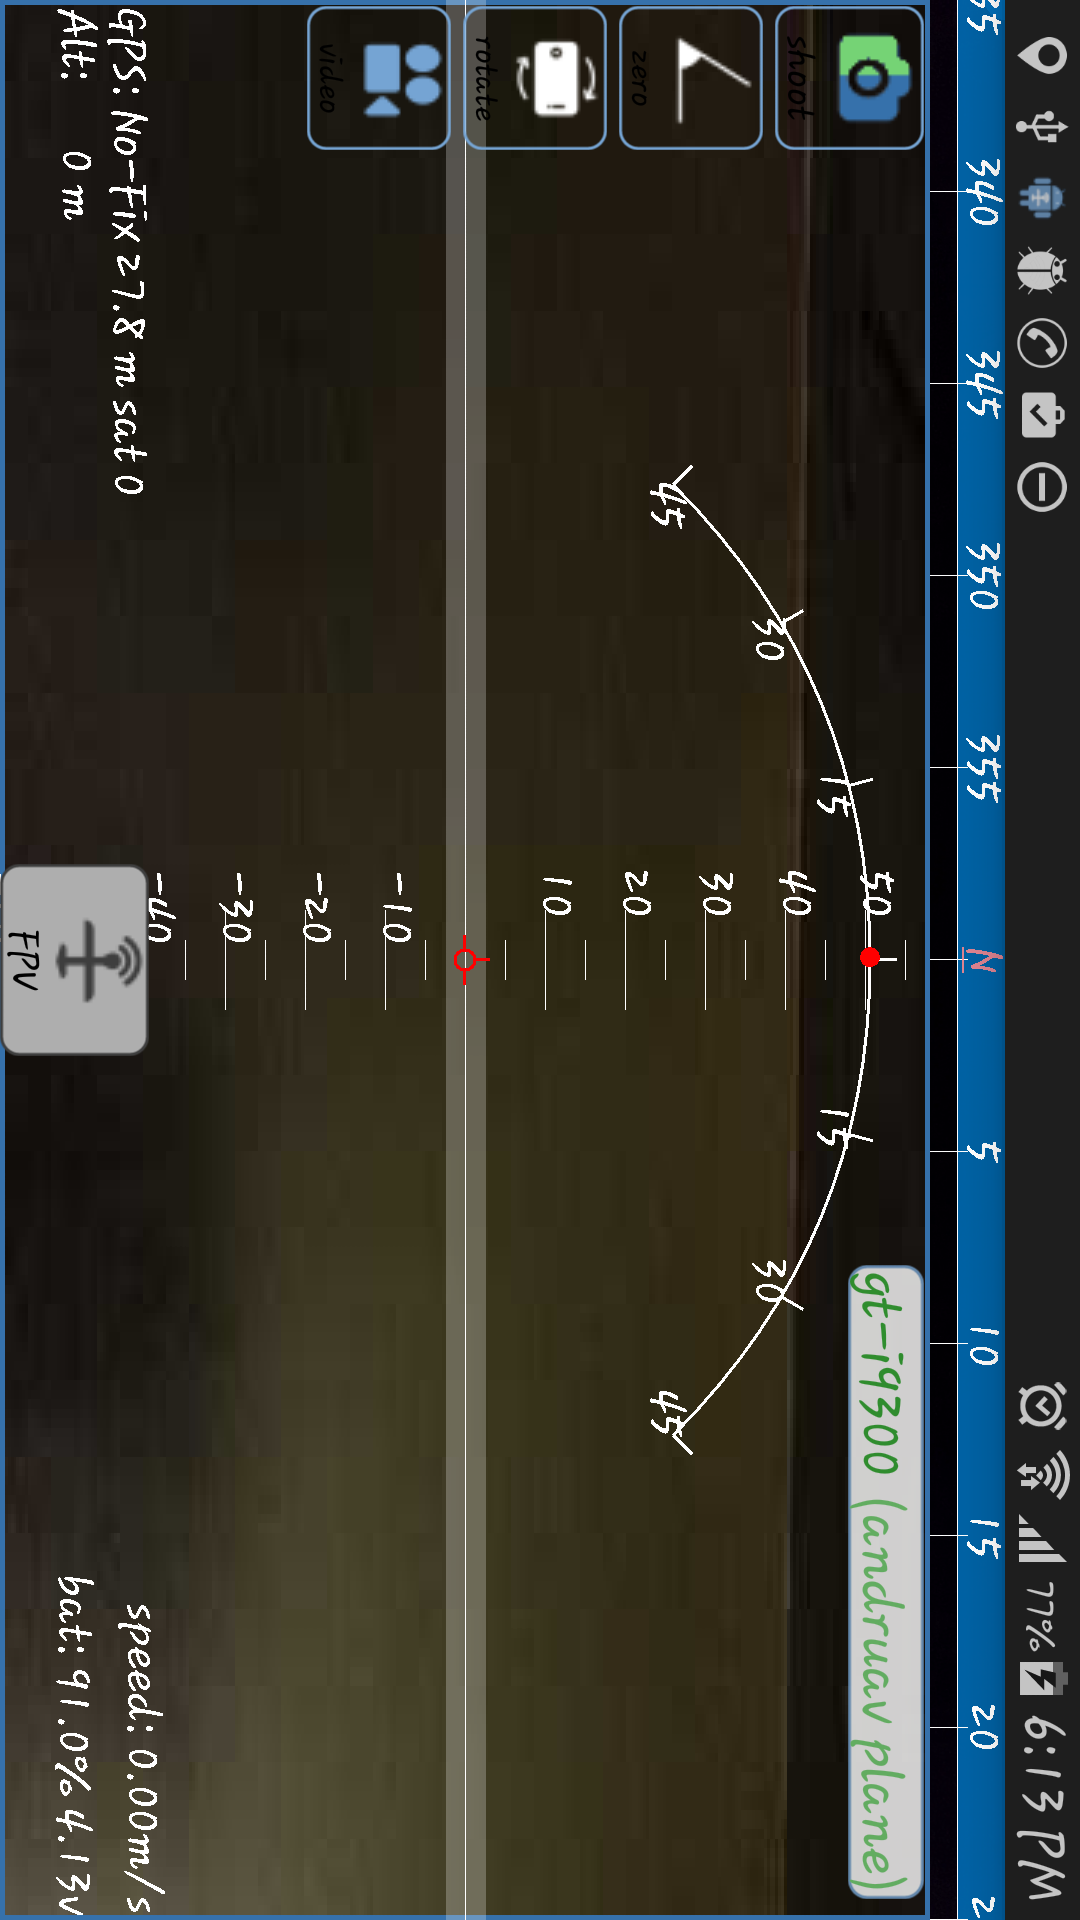 77% 6:13 PM
35 340 345 350 355 N 5 10 15 20 2
shoot
gt-i9300 (andruav plane)
zero
rotate
video
45 30 15 15 30 45
50
40
30
20
10
-10
-20
-30
-40
GPS: No-Fix 27.8 m sat 0
speed: 0.00m/s
Alt: 0 m
bat: 91.0% 4.13v
FPV